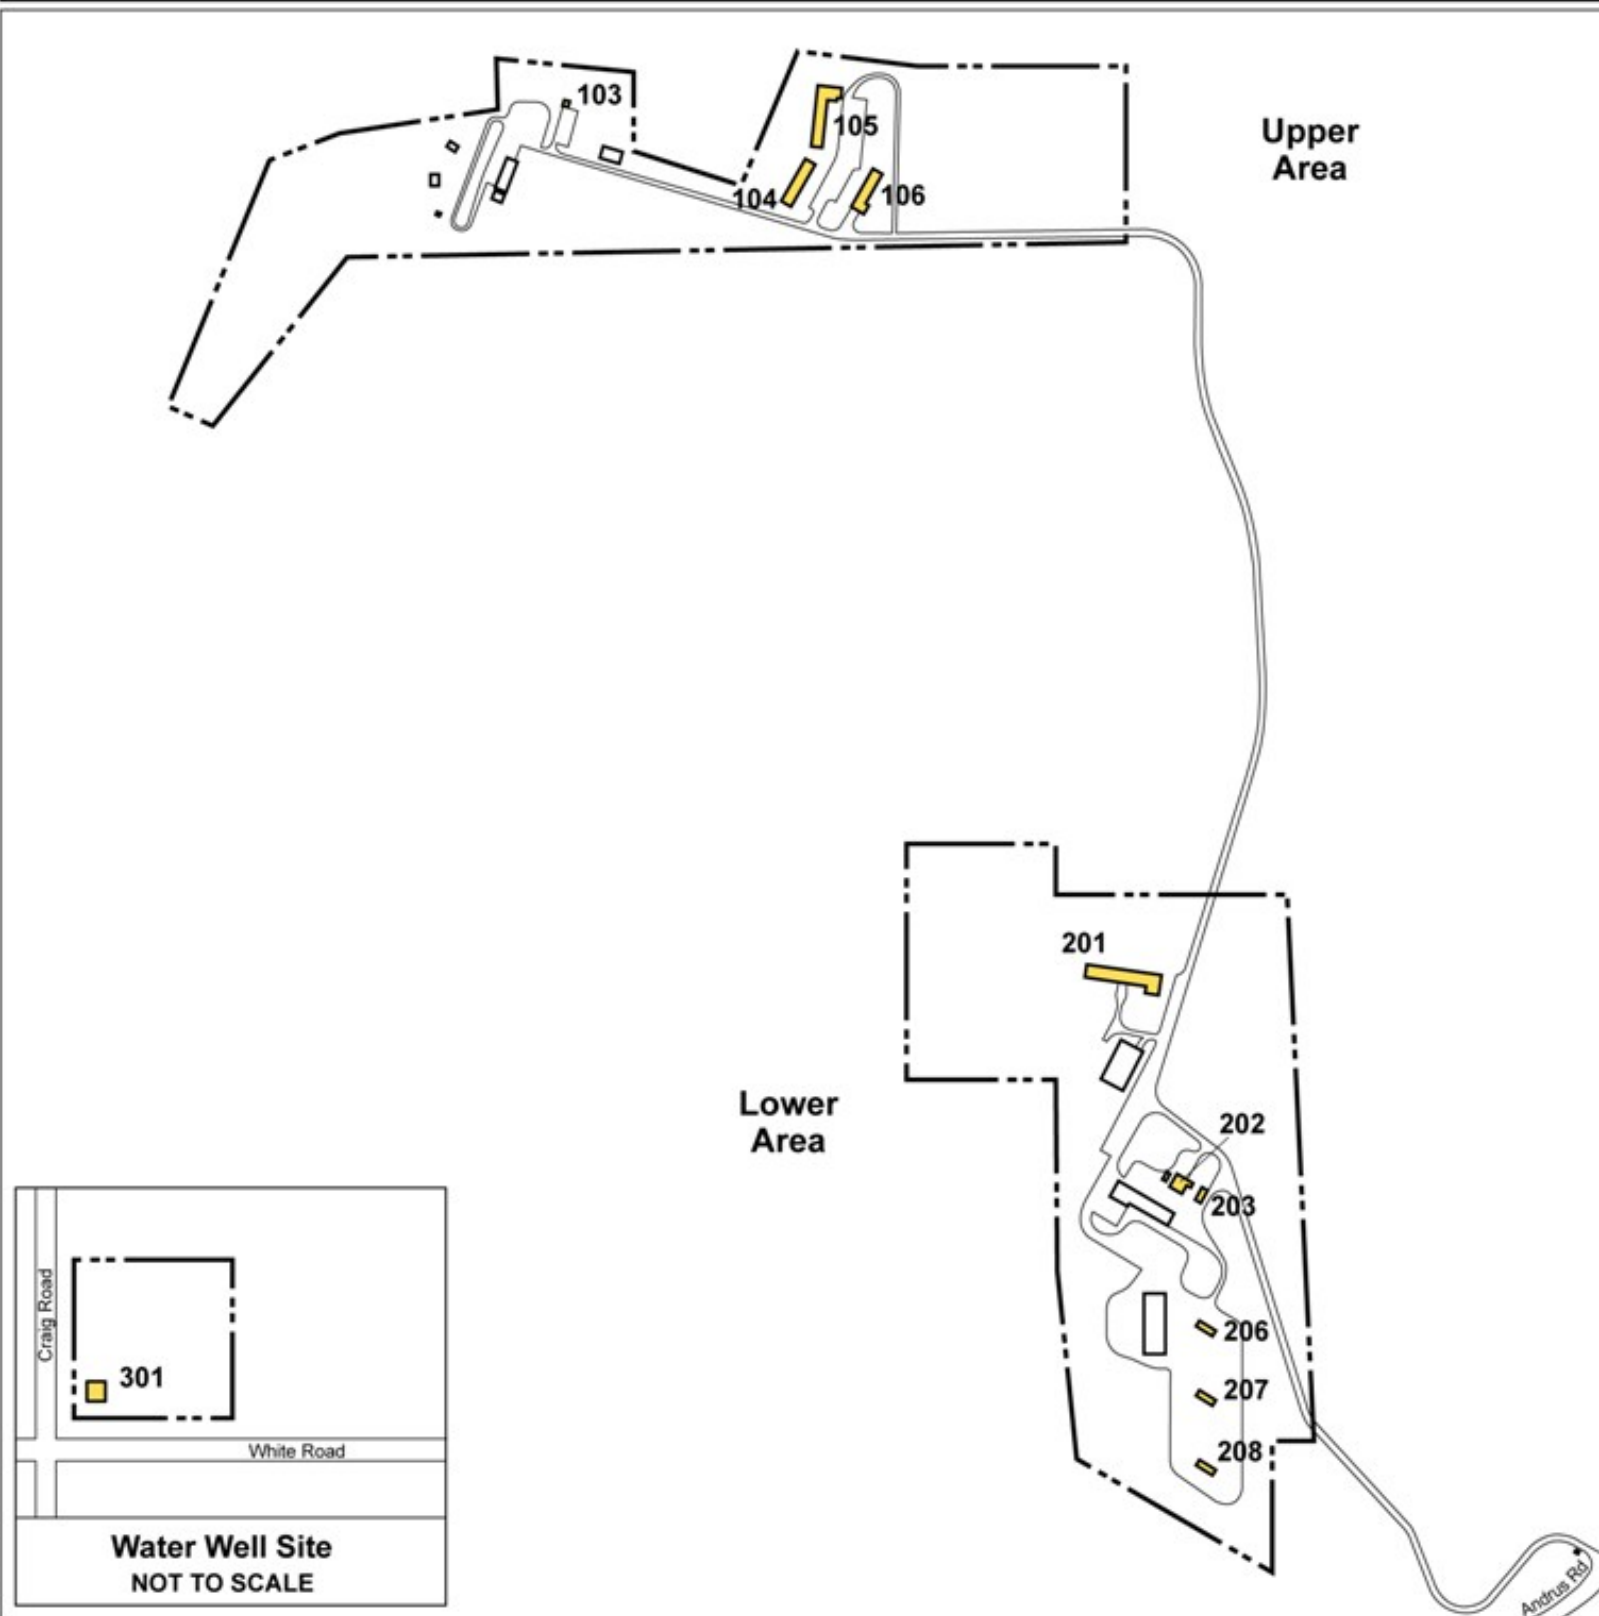 103
105
Upper
Area
104
106
201
Lower
Area
202
203
206
207
208
Craig Road
301
White Road
Water Well Site
NOT TO SCALE
Andrus Rd